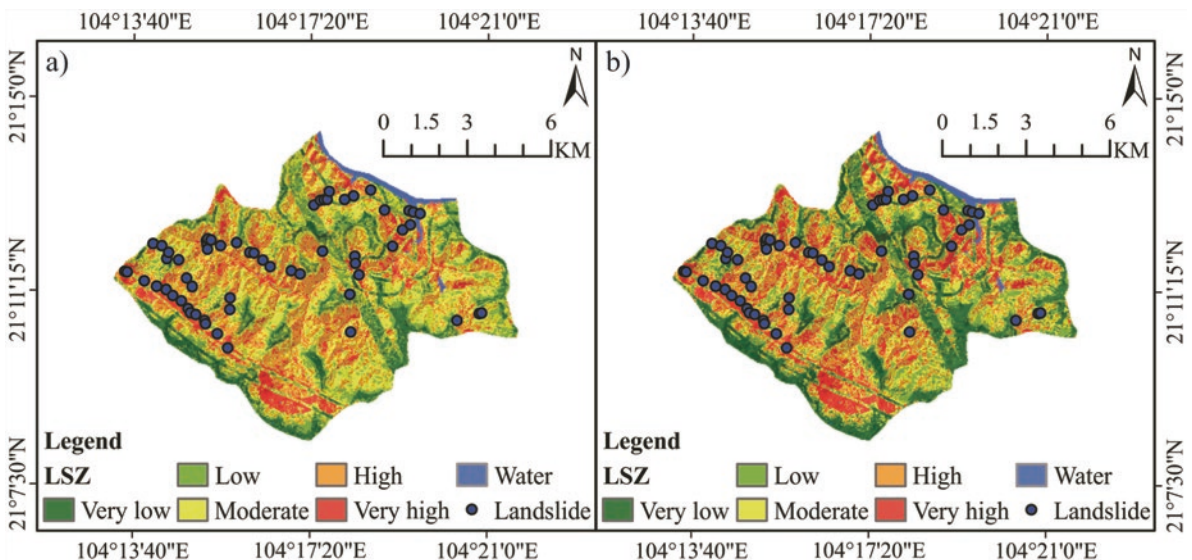 104°13'40"E 104°17'20"E 104°21'0"E 104°13'40"E 104°17'20"E 104°21'0"E
a) N b) N
21°15'0"N 21°15'0"N
0 1.5 3 6 0 1.5 3 6
KM KM
21°11'15"N 21°11'15"N
21°7'30"N 21°7'30"N
Legend Legend
LSZ Low High Water LSZ Low High Water
Very low Moderate Very high Landslide Very low Moderate Very high Landslide
104°13'40"E 104°17'20"E 104°21'0"E 104°13'40"E 104°17'20"E 104°21'0"E